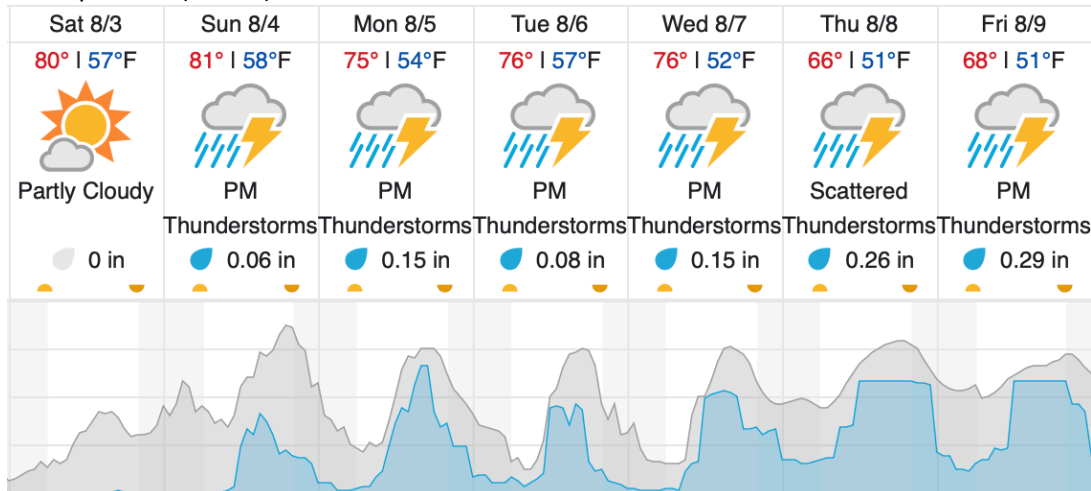 Sat 8/3 Sun 8/4 Mon 8/5 Tue 8/6 Wed 8/7 Thu 8/8 Fri 8/9
80° | 57°F 81° | 58°F 75° | 54°F 76° | 57°F 76° | 52°F 66° | 51°F 68° | 51°F
Partly Cloudy PM PM PM PM Scattered PM
Thunderstorms Thunderstorms Thunderstorms Thunderstorms Thunderstorms Thunderstorms
0 in 0.06 in 0.15 in 0.08 in 0.15 in 0.26 in 0.29 in